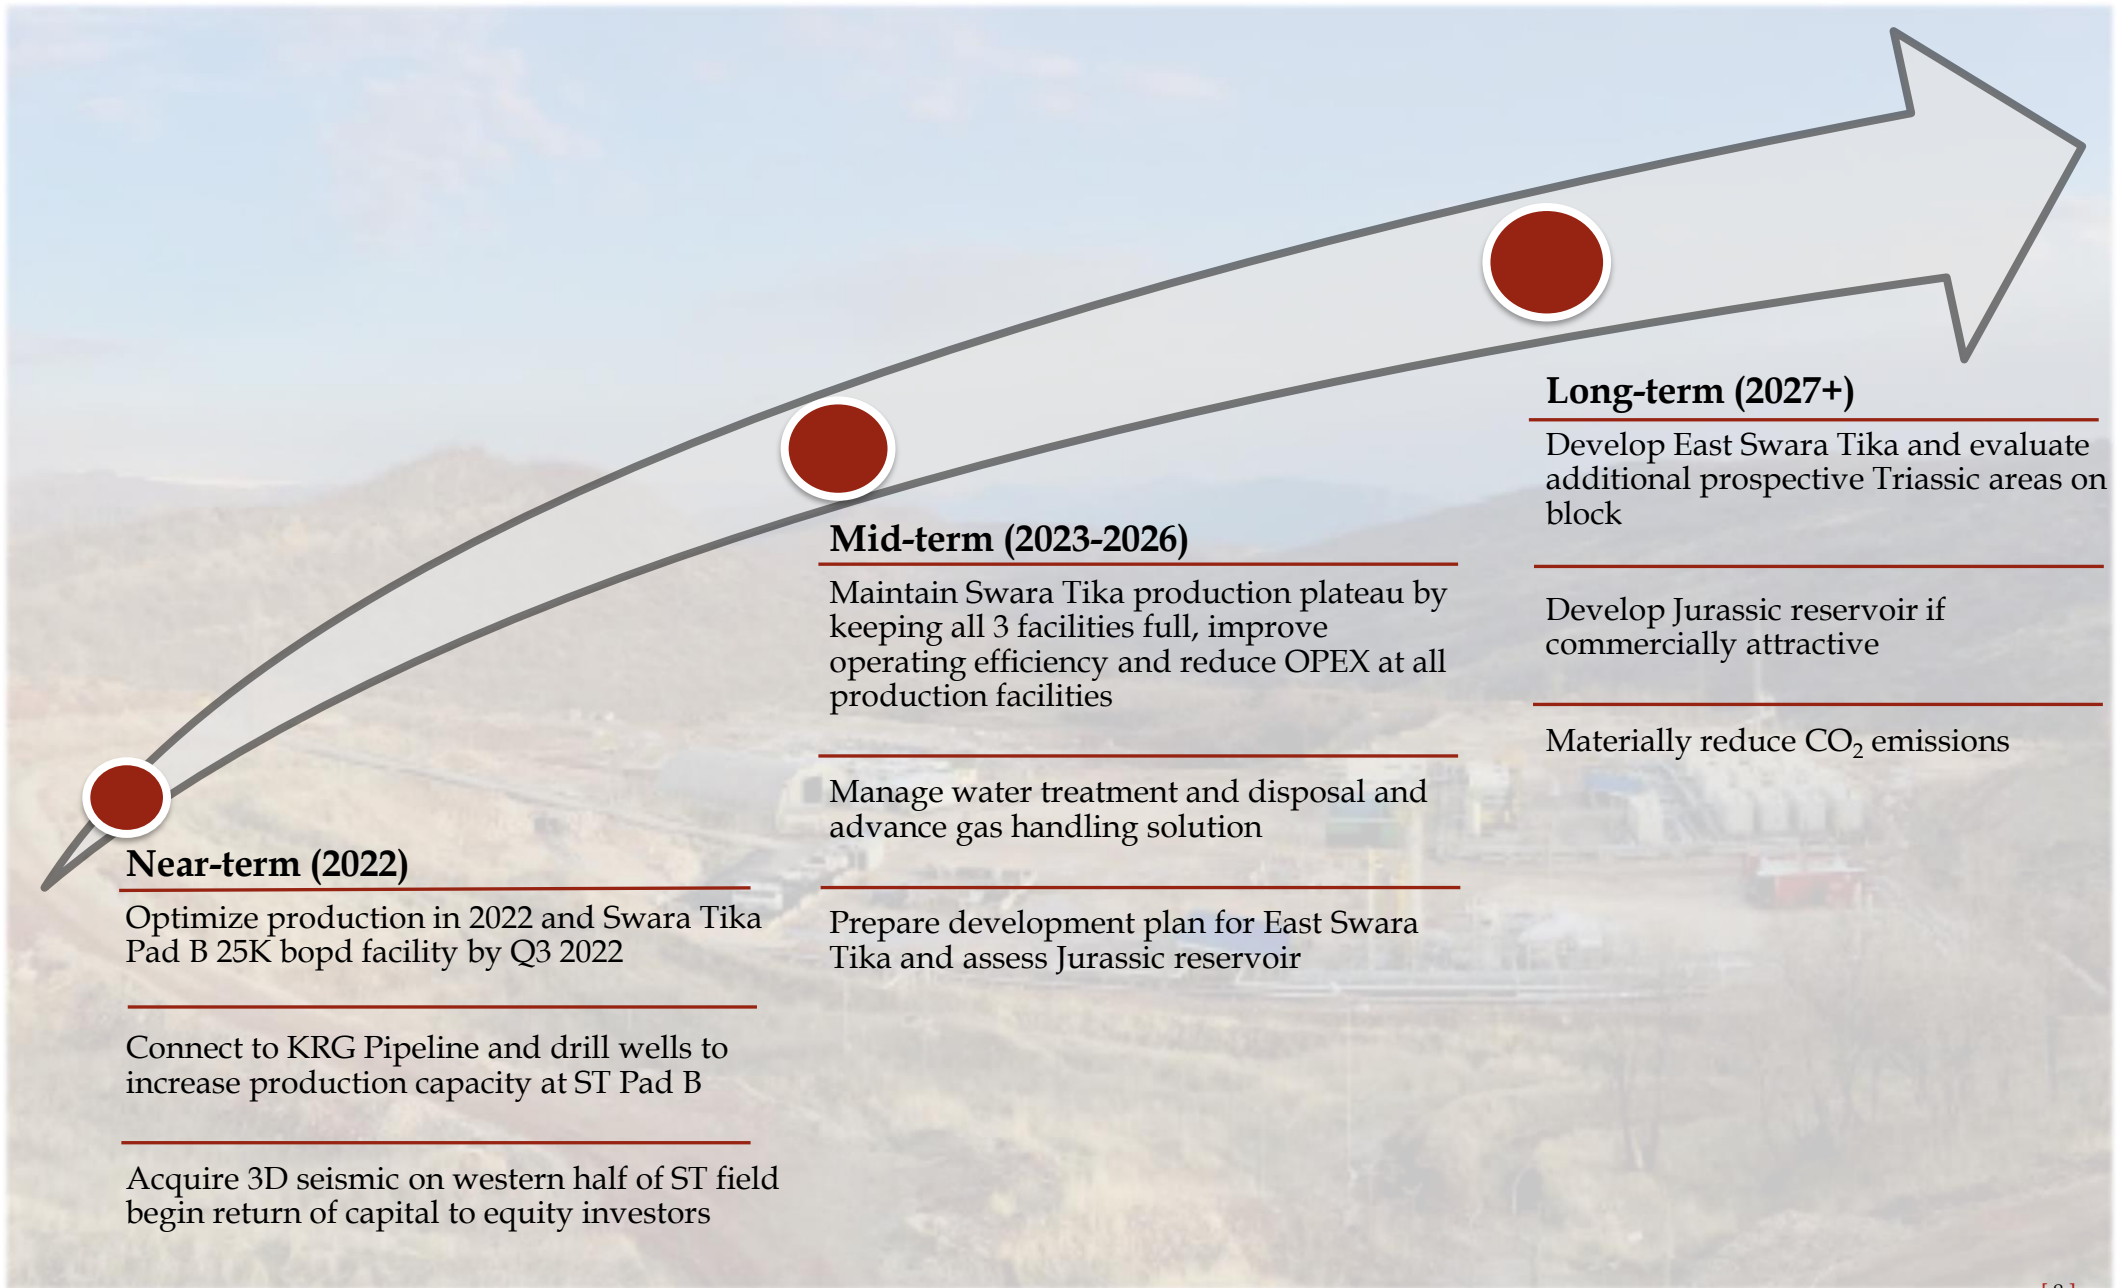 Near-term (2022)
Optimize production in 2022 and Swara Tika
Pad B 25K bopd facility by Q3 2022
Connect to KRG Pipeline and drill wells to
increase production capacity at ST Pad B
Acquire 3D seismic on western half of ST field
begin return of capital to equity investors
Mid-term (2023-2026)
Maintain Swara Tika production plateau by
keeping all 3 facilities full, improve
operating efficiency and reduce OPEX at all
production facilities
Manage water treatment and disposal and
advance gas handling solution
Prepare development plan for East Swara
Tika and assess Jurassic reservoir
Long-term (2027+)
Develop East Swara Tika and evaluate
additional prospective Triassic areas on
block
Develop Jurassic reservoir if
commercially attractive
Materially reduce CO₂ emissions